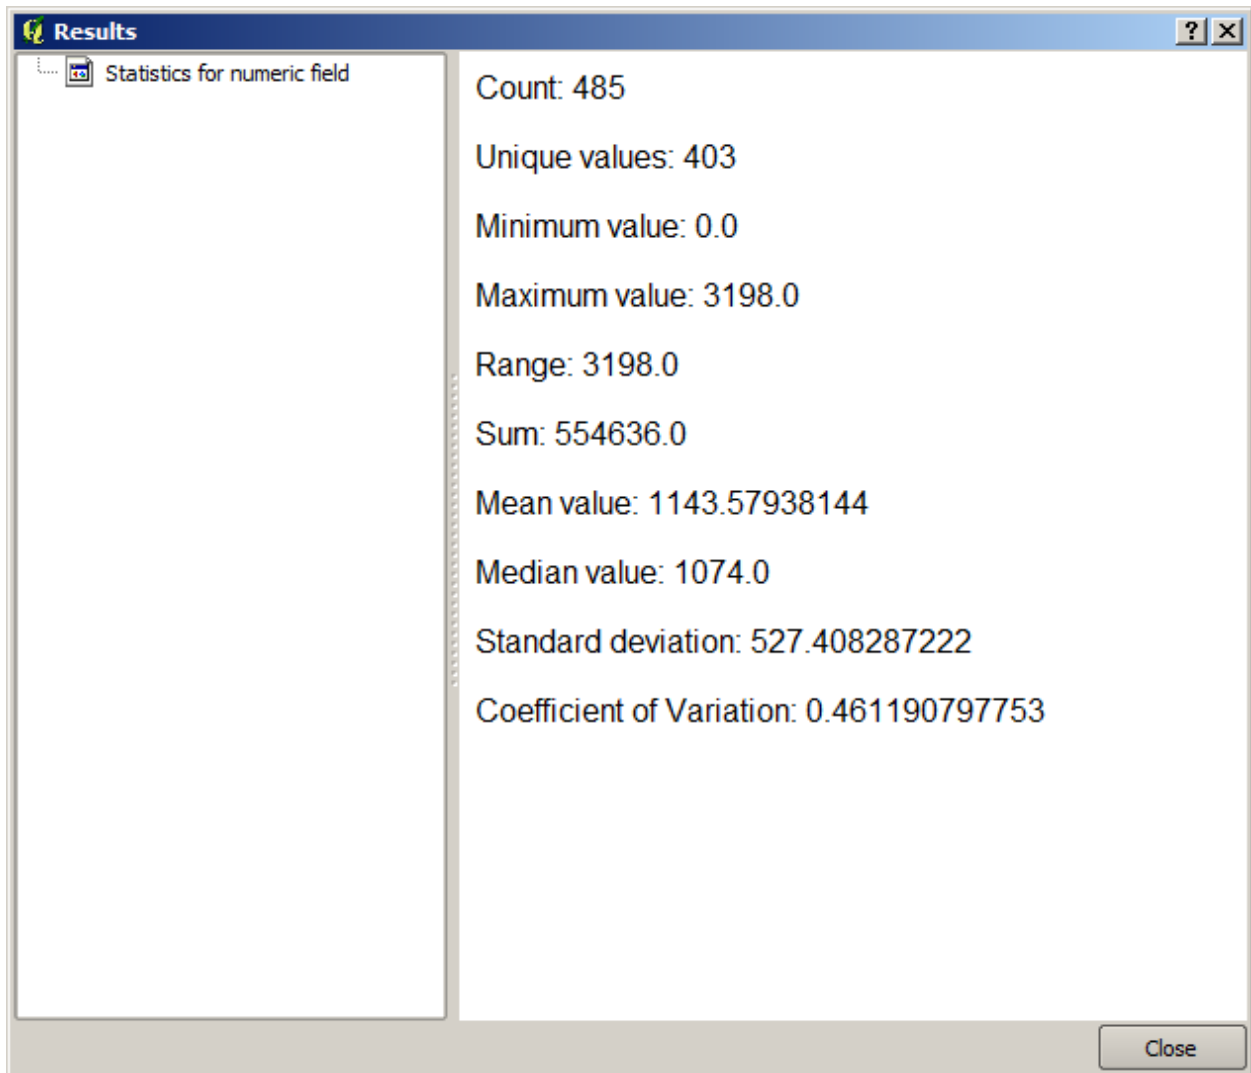 Results
Statistics for numeric field
Count: 485
Unique values: 403
Minimum value: 0.0
Maximum value: 3198.0
Range: 3198.0
Sum: 554636.0
Mean value: 1143.57938144
Median value: 1074.0
Standard deviation: 527.408287222
Coefficient of Variation: 0.461190797753
Close